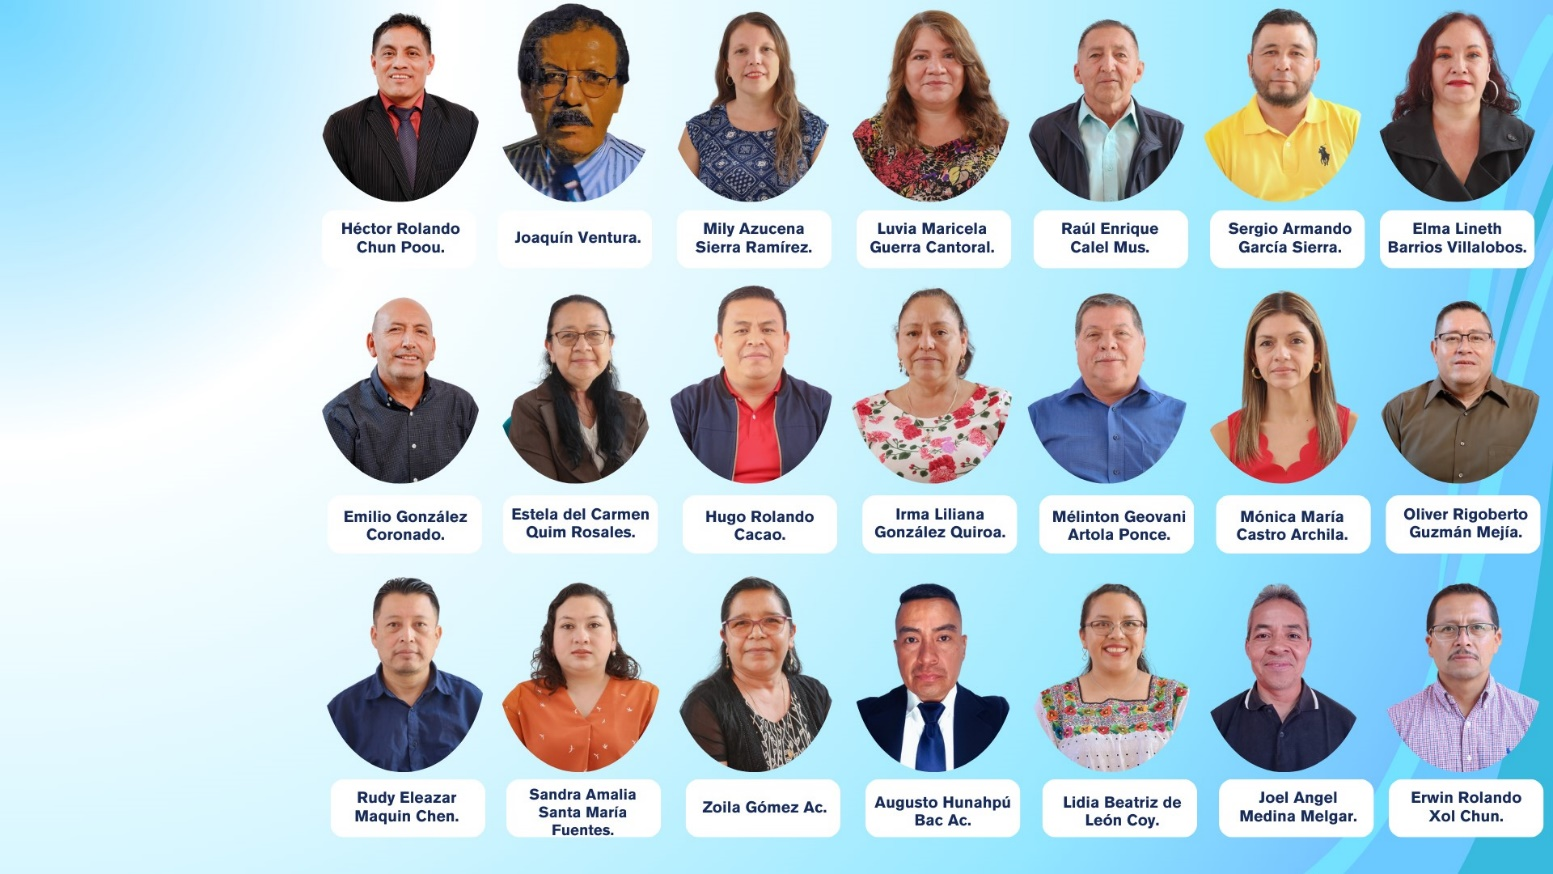 Héctor Rolando
Chun Poou.
Joaquín Ventura.
Mily Azucena
Sierra Ramírez.
Luvia Maricela
Guerra Cantoral.
Raúl Enrique
Calel Mus.
Sergio Armando
García Sierra.
Elma Lineth
Barrios Villalobos.
Emilio González
Coronado.
Estela del Carmen
Quim Rosales.
Hugo Rolando
Cacao.
Irma Liliana
González Quiroa.
Mélinton Geovani
Artola Ponce.
Mónica María
Castro Archila.
Oliver Rigoberto
Guzmán Mejía.
Rudy Eleazar
Maquin Chen.
Sandra Amalia
Santa María
Fuentes.
Zoila Gómez Ac.
Augusto Hunahpú
Bac Ac.
Lidia Beatriz de
León Coy.
Joel Angel
Medina Melgar.
Erwin Rolando
Xol Chun.